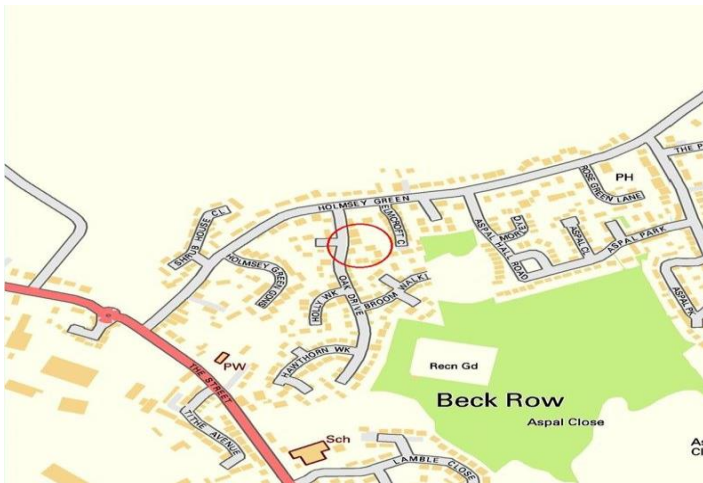 THE P
PH
ROSE GREEN LANE
HOLMSEY GREEN
ELMCROFT C
SHRUB HOUSE CL
ASPAL HALL ROAD
ASPAL CL
ASPAL PARK
HOLMSEY GREEN
GDNS
OAK DRIVE
HOLLY WK
BROOM WALK
HAWTHORN WK
PW
THE STREET
Recn Gd
Beck Row
Aspal Close
TITHE AVENUE
Sch
LAMBLE CLOSE